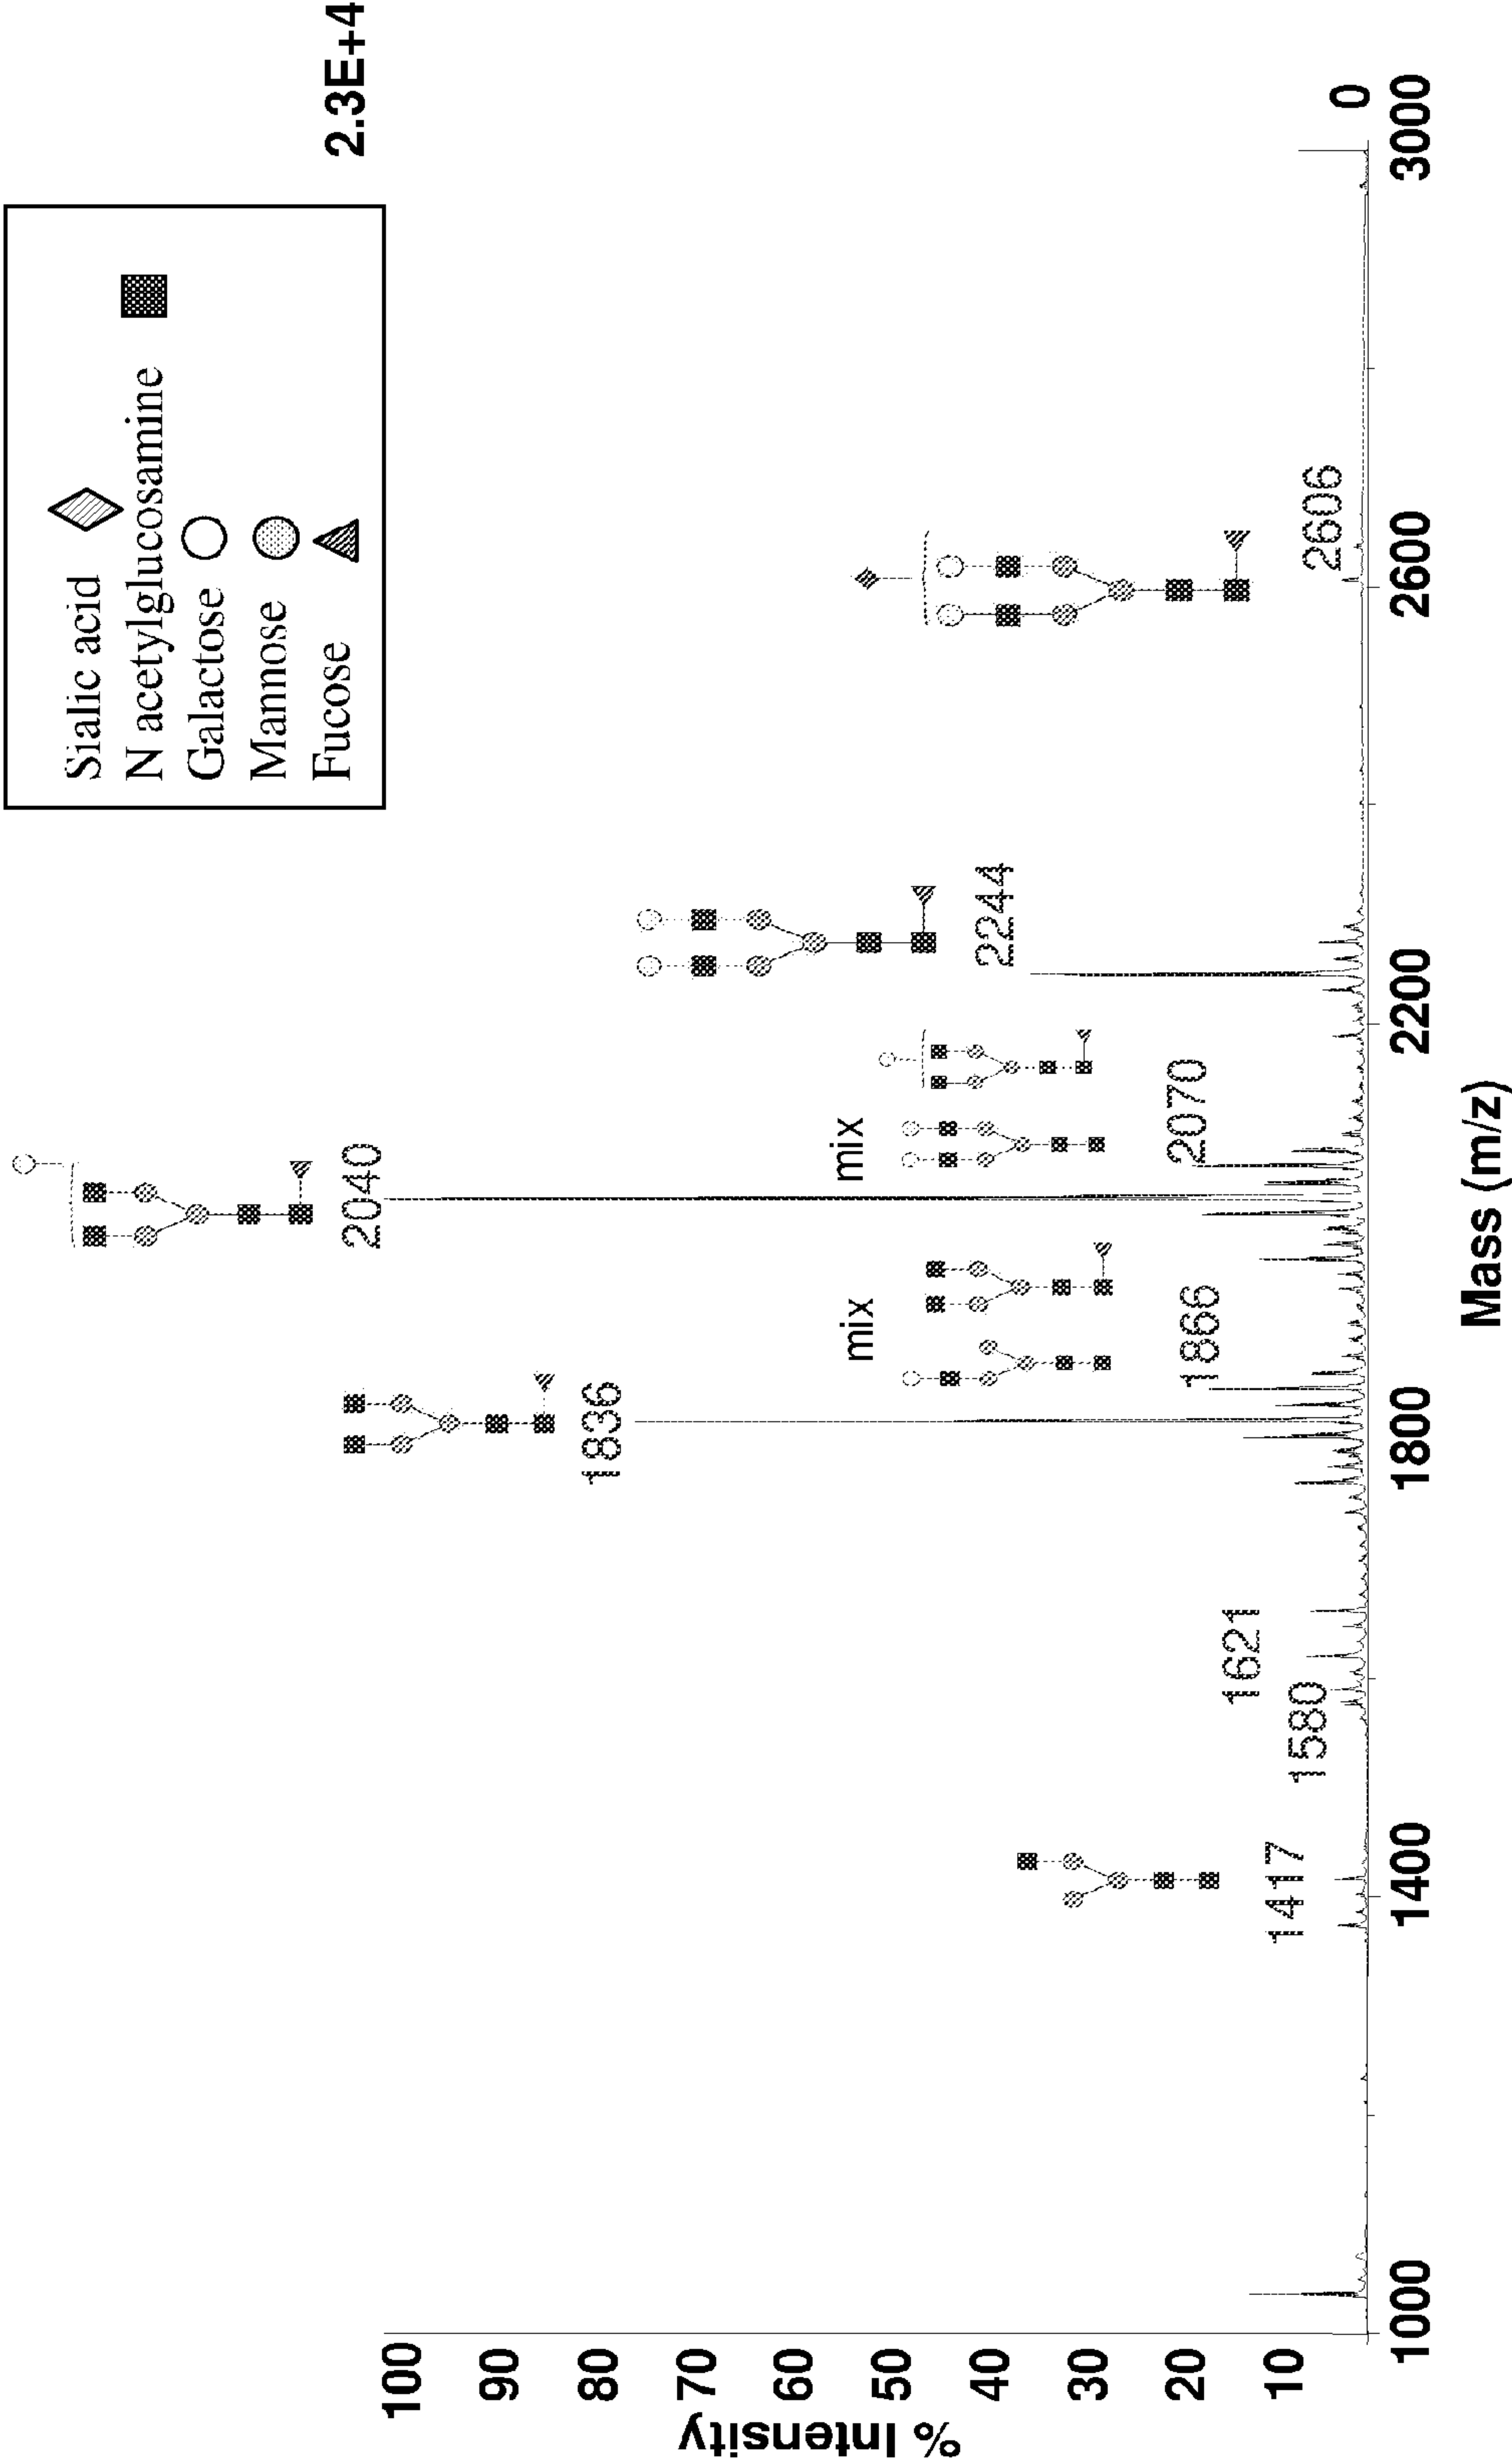 Sialic acid
N acetylglucosamine
Galactose
Mannose
Fucose
2.3E+4
2040
1836
2244
mix
mix
2070
1866
1621
1580
1417
2606
% Intensity
100
90
80
70
60
50
40
30
20
10
0
1000
1400
1800
2200
2600
3000
Mass (m/z)